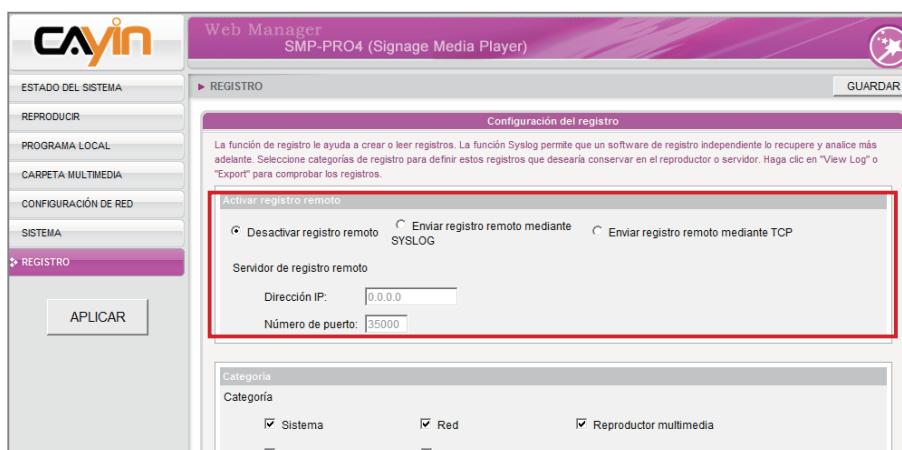 CAYIN
Web Manager
SMP-PRO4 (Signage Media Player)
ESTADO DEL SISTEMA
REPRODUCIR
PROGRAMA LOCAL
CARPETA MULTIMEDIA
CONFIGURACIÓN DE RED
SISTEMA
REGISTRO
APLICAR
REGISTRO
GUARDAR
Configuración del registro
La función de registro le ayuda a crear o leer registros. La función Syslog permite que un software de registro independiente lo recupere y analice más
adelante. Seleccione categorías de registro para definir estos registros que desearía conservar en el reproductor o servidor. Haga clic en "View Log" o
"Export" para comprobar los registros.
Activar registro remoto
Desactivar registro remoto
Enviar registro remoto mediante
SYSLOG
Enviar registro remoto mediante TCP
Servidor de registro remoto
Dirección IP: 0.0.0.0
Número de puerto: 35000
Categoria
Categoría
Sistema
Red
Reproductor multimedia